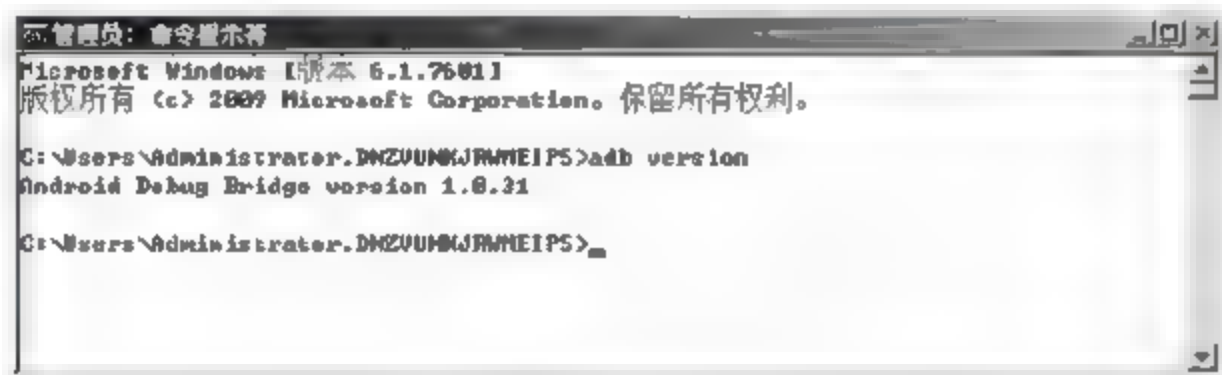 管理员: 命令提示符
Microsoft Windows [版本 6.1.7601]
版权所有 (c) 2009 Microsoft Corporation。保留所有权利。
C:\Users\Administrator.DNZVUNKJRWMEIPS>adb version
Android Debug Bridge version 1.0.31
C:\Users\Administrator.DNZVUNKJRWMEIPS>